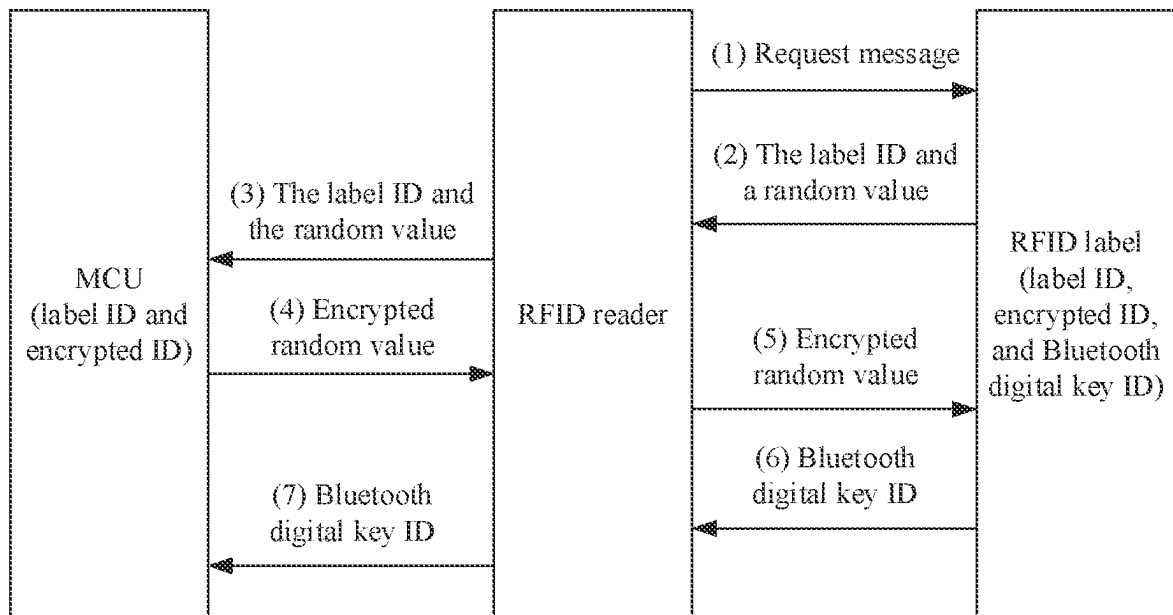 (1) Request message
(2) The label ID and
a random value
(3) The label ID and
the random value
MCU
(label ID and
encrypted ID)
(4) Encrypted
random value
RFID reader
RFID label
(label ID,
encrypted ID,
and Bluetooth
digital key ID)
(5) Encrypted
random value
(6) Bluetooth
digital key ID
(7) Bluetooth
digital key ID